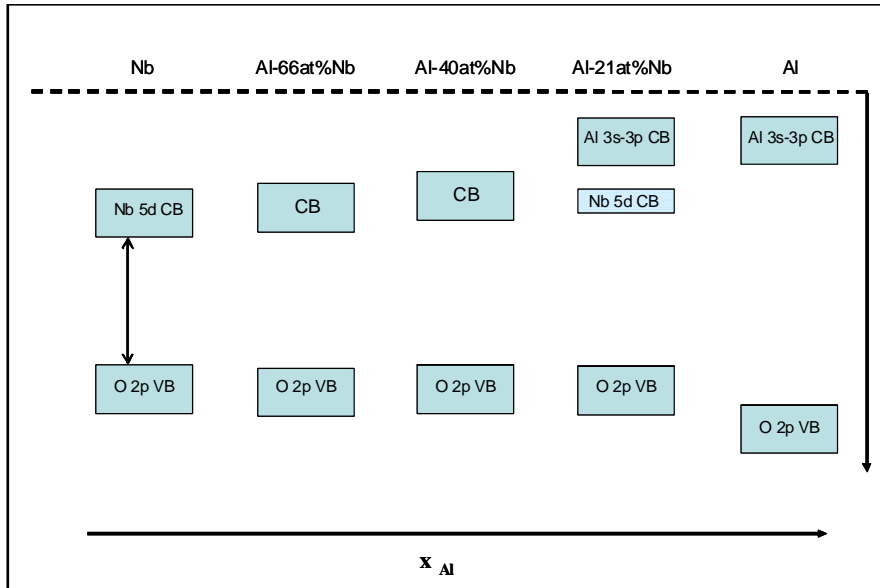 Nb Al-66at%Nb Al-40at%Nb Al-21at%Nb Al
Al 3s-3p CB Al 3s-3p CB
Nb 5d CB CB CB Nb 5d CB
O 2p VB O 2p VB O 2p VB O 2p VB
O 2p VB
x Al